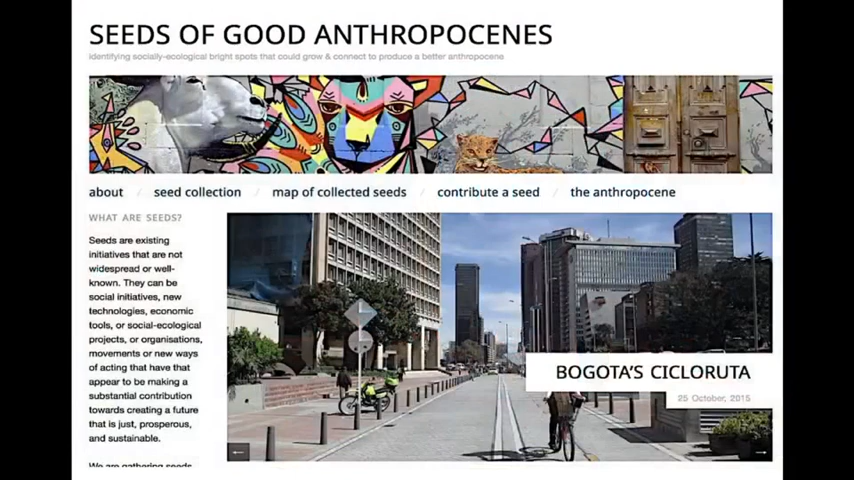 SEEDS OF GOOD ANTHROPOCENES
identifying socially-ecological bright spots that could grow & connect to produce a better anthropocene
about / seed collection / map of collected seeds / contribute a seed / the anthropocene
WHAT ARE SEEDS?
Seeds are existing
initiatives that are not
widespread or well-
known. They can be
social initiatives, new
technologies, economic
tools, or social-ecological
projects, or organisations,
movements or new ways
of acting that have that
appear to be making a
substantial contribution
towards creating a future
that is just, prosperous,
and sustainable.
We are gathering seeds
BOGOTA'S CICLORUTA
25 October, 2015